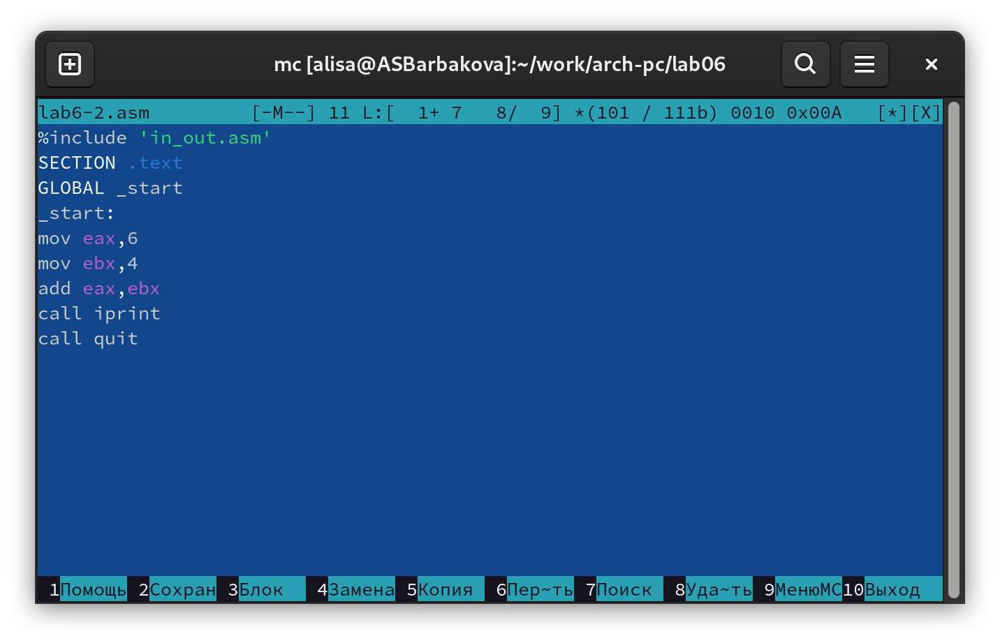 mc [alisa@ASBarbakova]:~/work/arch-pc/lab06
lab6-2.asm [-M--] 11 L:[ 1+ 7 8/ 9] *(101 / 111b) 0010 0x00A [*][X]
%include 'in_out.asm'
SECTION .text
GLOBAL _start
_start:
mov eax,6
mov ebx,4
add eax,ebx
call iprint
call quit
1Помощь 2Сохран 3Блок 4Замена 5Копия 6Пер~ть 7Поиск 8Уда~ть 9МенюMC10Выход